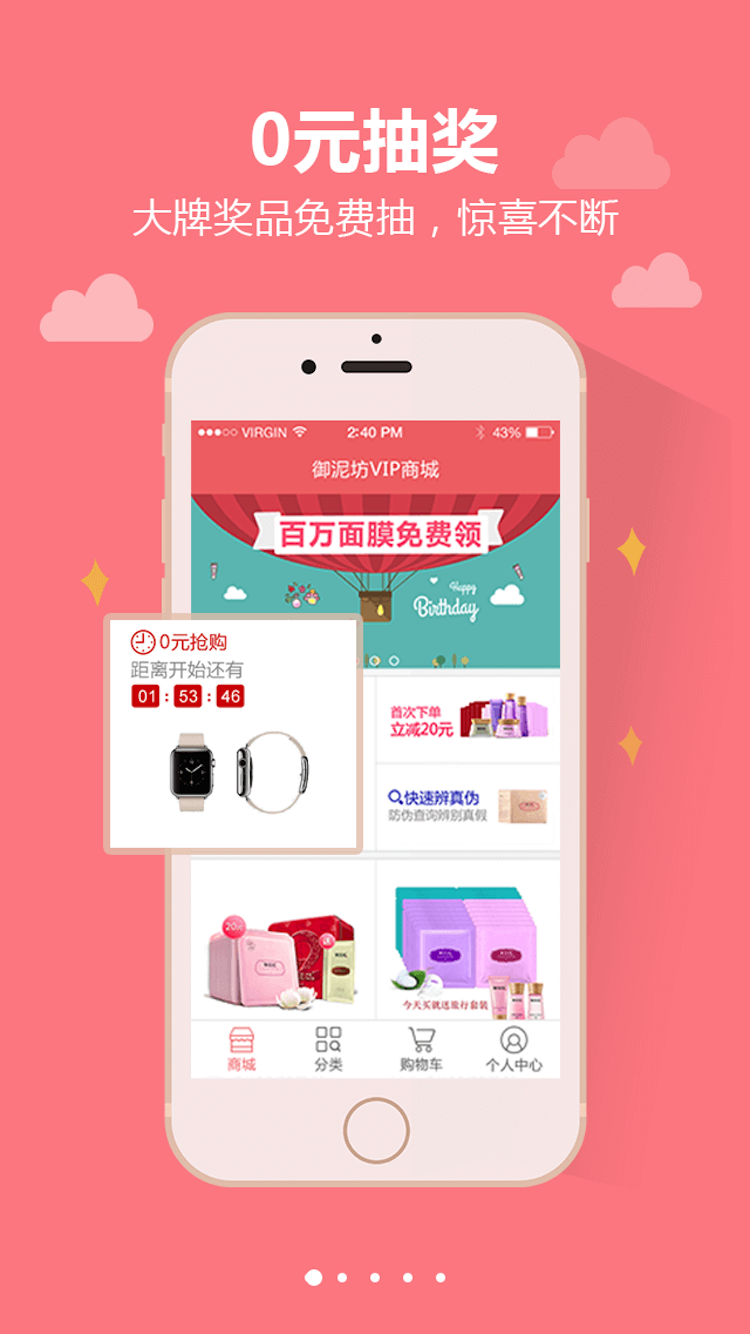 0元抽奖
大牌奖品免费抽，惊喜不断
VIRGIN
2:40 PM
43%
御泥坊VIP商城
百万面膜免费领
Happy
Birthday
0元抢购
距离开始还有
01 : 53 : 46
首次下单
立减20元
快速辨真伪
防伪查询辨别真假
20元
送
今天买就送旅行套装
商城
分类
购物车
个人中心